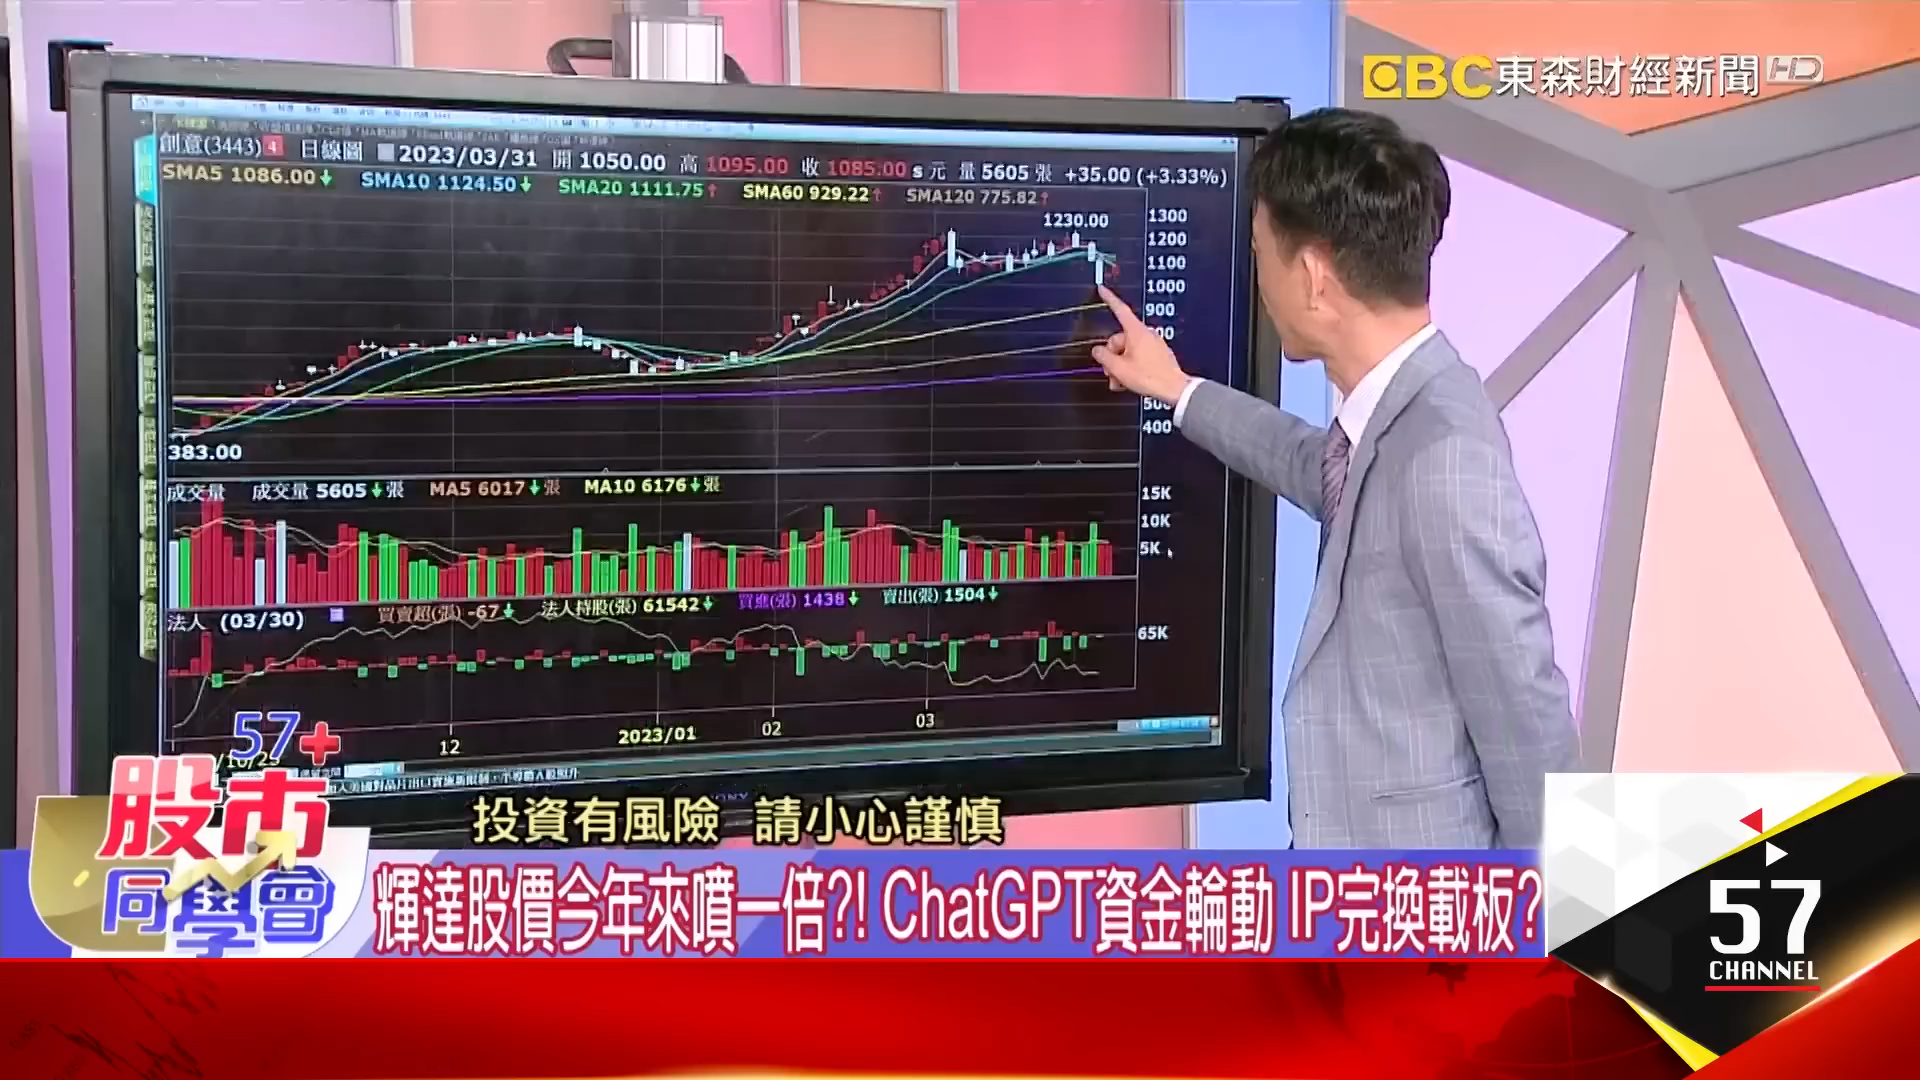 EBC東森財經新聞HD
創意(3443) 4 日線圖 2023/03/31 開 1050.00 高 1095.00 收 1085.00 s 元 量 5605 張 +35.00 (+3.33%)
SMA5 1086.00↓ SMA10 1124.50↓ SMA20 1111.75↑ SMA60 929.22↑ SMA120 775.82↑
1230.00
1300
1200
1100
1000
900
500
400
383.00
成交量 成交量 5605↓張 MA5 6017↓張 MA10 6176↓張
15K
10K
5K
法人 (03/30) 買賣超(張) -67↓ 法人持股(張) 61542↓ 買進(張) 1438↓ 賣出(張) 1504↓
65K
12 2023/01 02 03
57+
股市
同學會
投資有風險 請小心謹慎
輝達股價今年來噴一倍?! ChatGPT資金輪動 IP完換載板?
57
CHANNEL